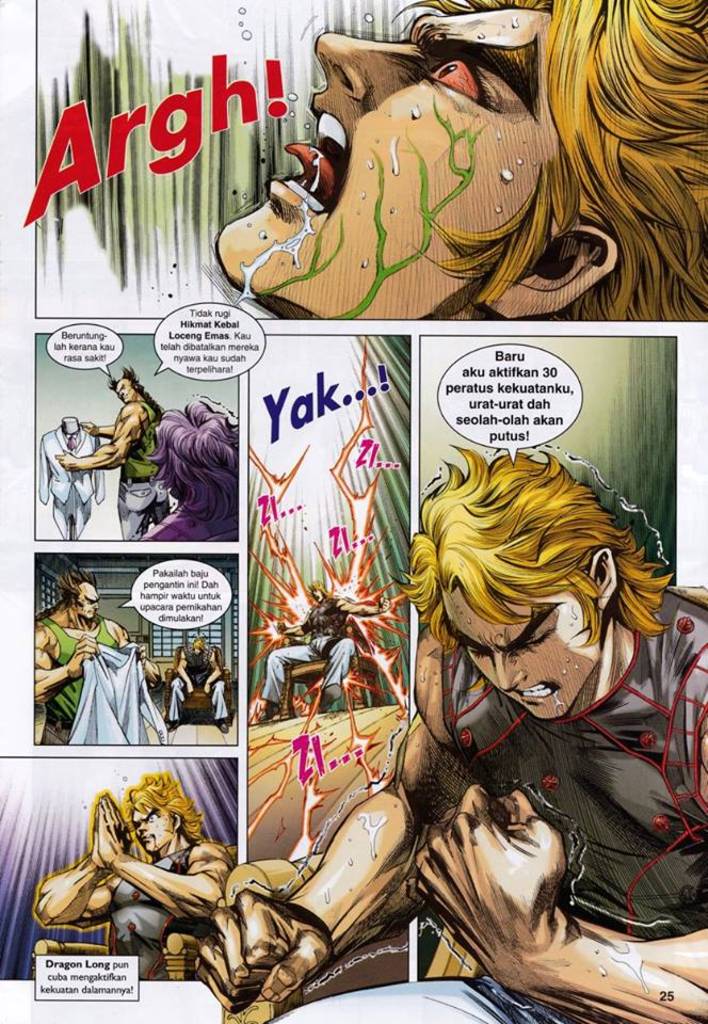 Argh!
Beruntung-
lah kerana kau
rasa sakit!
Tidak rugi
Hikmat Kebal
Loceng Emas. Kau
telah dibatalkan mereka
nyawa kau sudah
terpelihara!
Pakailah baju
pengantin ini! Dah
hampir waktu untuk
upacara pernikahan
dimulakan!
Dragon Long pun
cuba mengaktifkan
kekuatan dalamannya!
Yak...!
ZI...
ZI...
ZI...
ZI...
Baru
aku aktifkan 30
peratus kekuatanku,
urat-urat dah
seolah-olah akan
putus!
25